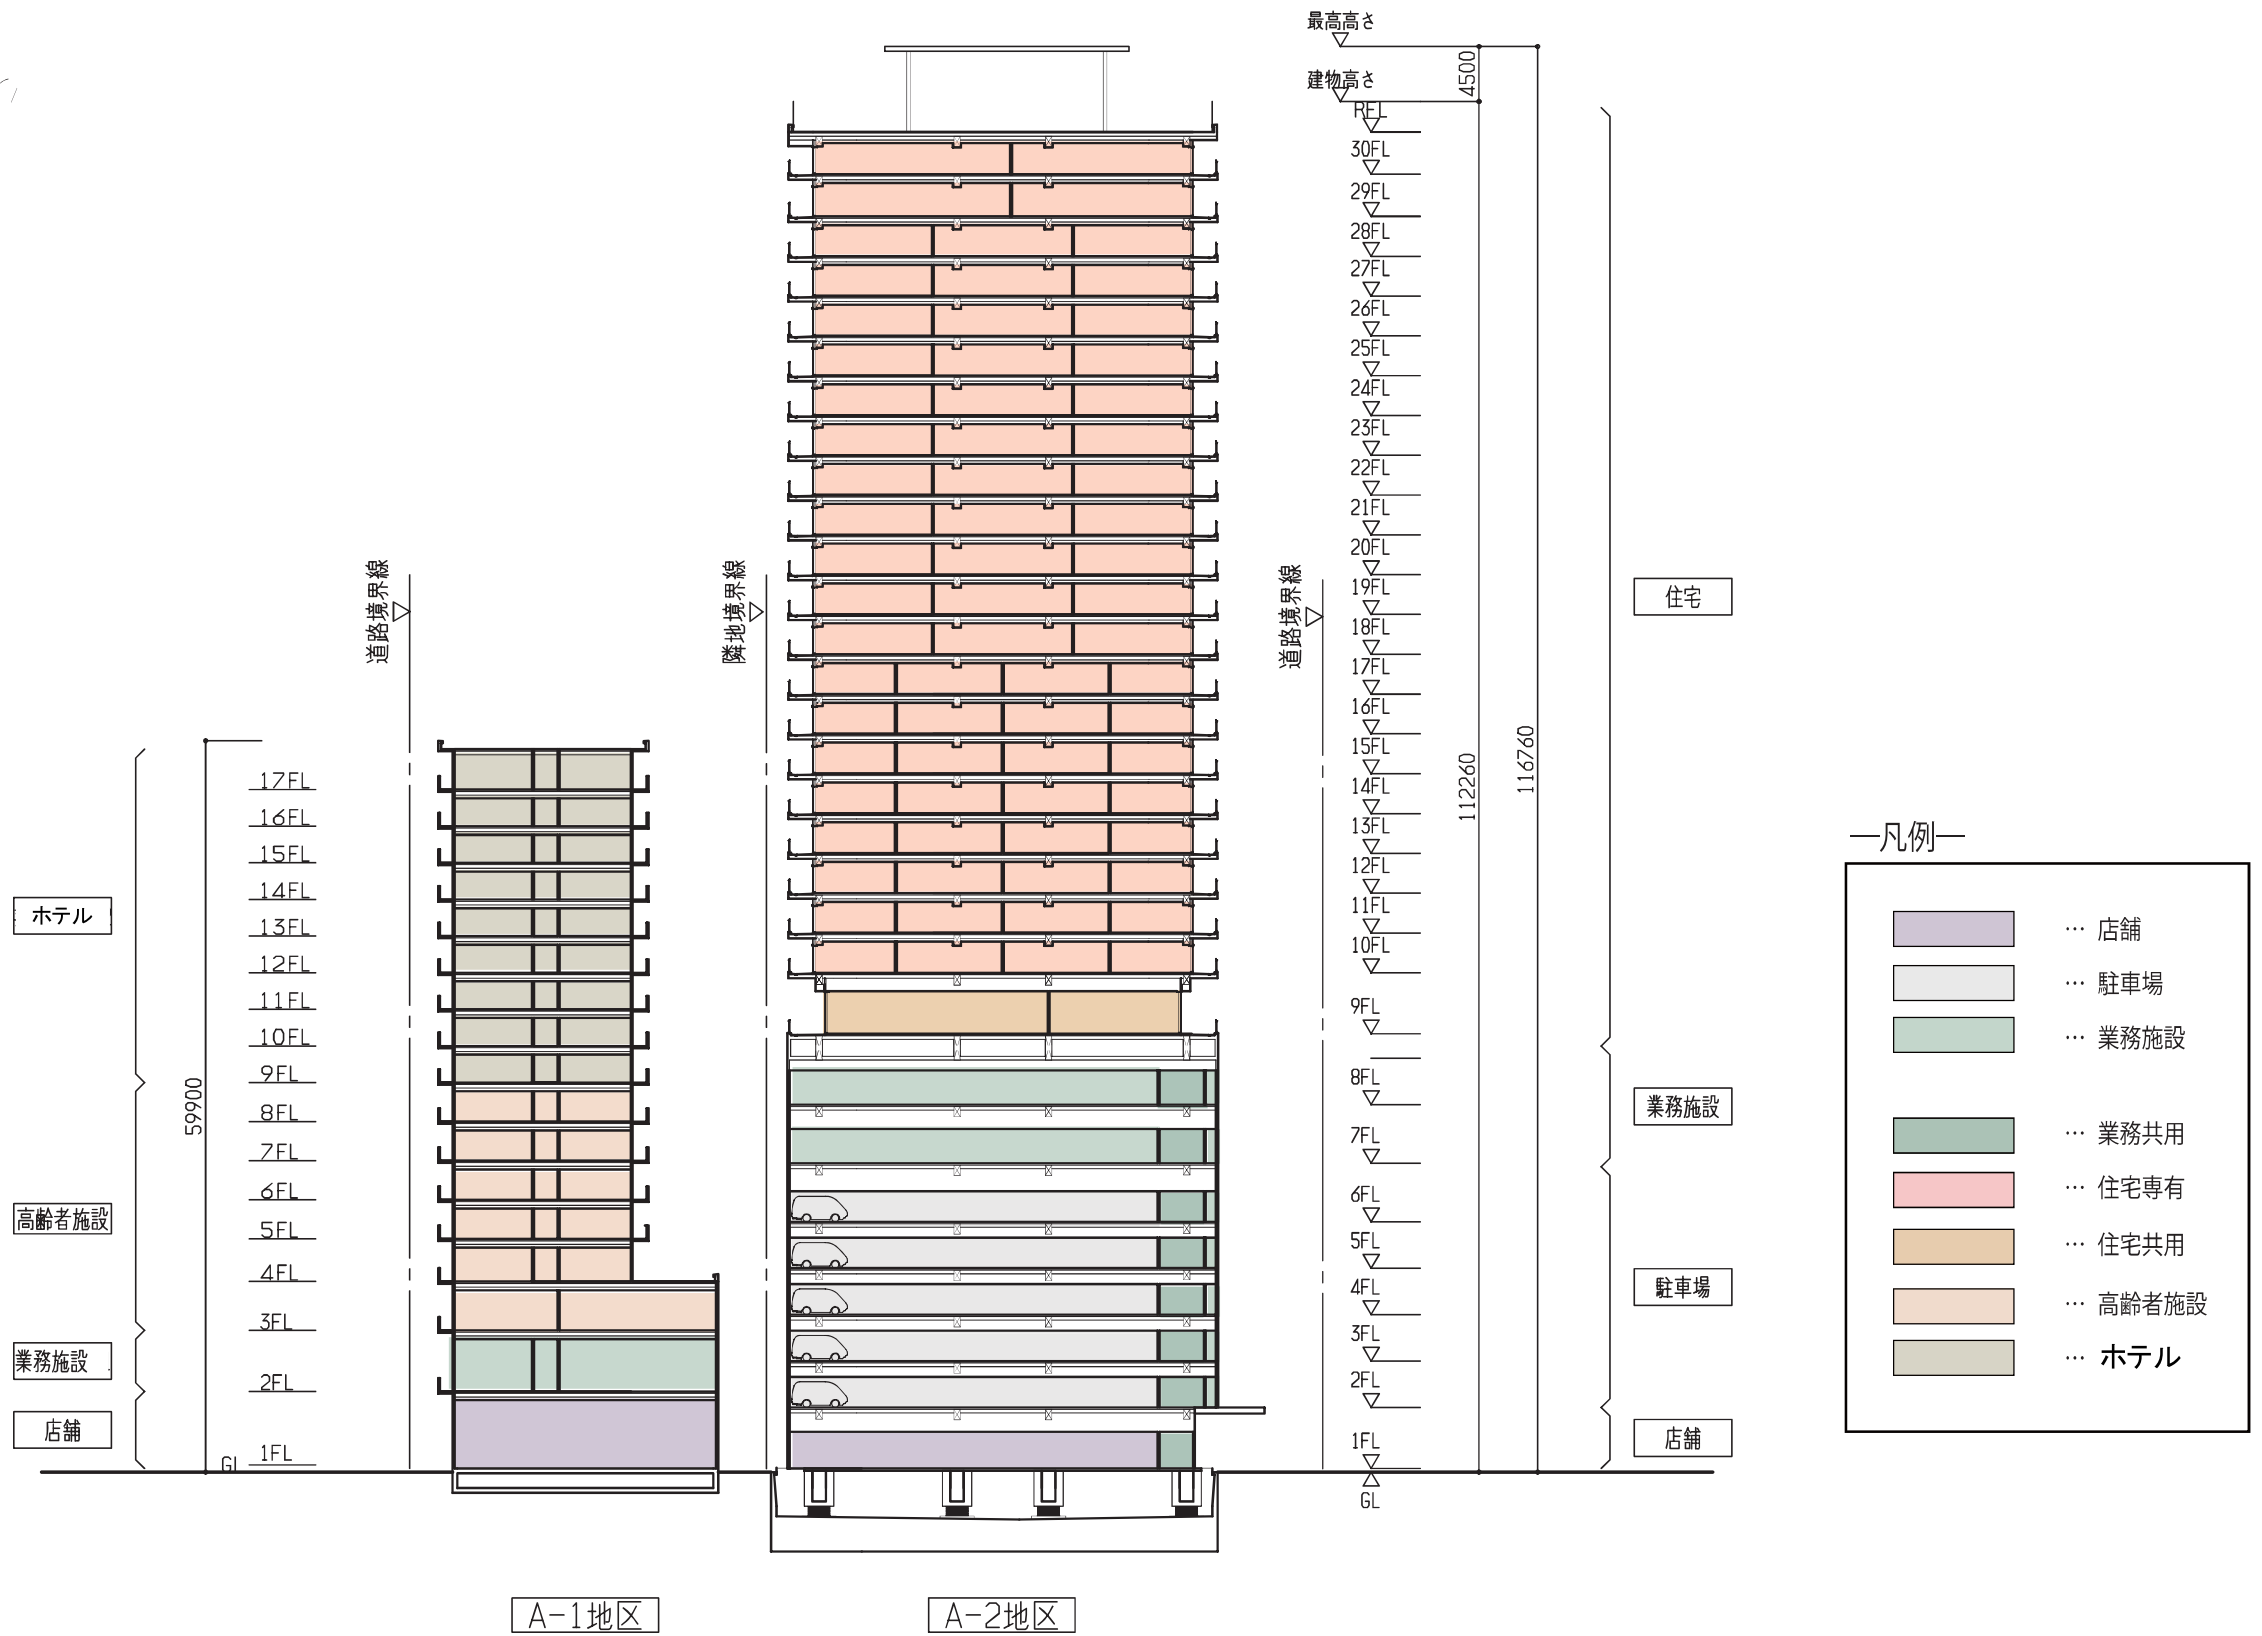 最高高さ
建物高さ
4500
RFL
30FL
29FL
28FL
27FL
26FL
25FL
24FL
23FL
22FL
21FL
20FL
19FL
18FL
17FL
16FL
15FL
14FL
13FL
12FL
11FL
10FL
9FL
8FL
7FL
6FL
5FL
4FL
3FL
2FL
1FL
GL
112260
116760
住宅
業務施設
駐車場
店舗
道路境界線
隣地境界線
道路境界線
17FL
16FL
15FL
14FL
13FL
12FL
11FL
10FL
9FL
8FL
7FL
6FL
5FL
4FL
3FL
2FL
1FL
GL
59900
ホテル
高齢者施設
業務施設
店舗
A-1地区
A-2地区
―凡例―
… 店舗
… 駐車場
… 業務施設
… 業務共用
… 住宅専有
… 住宅共用
… 高齢者施設
… ホテル